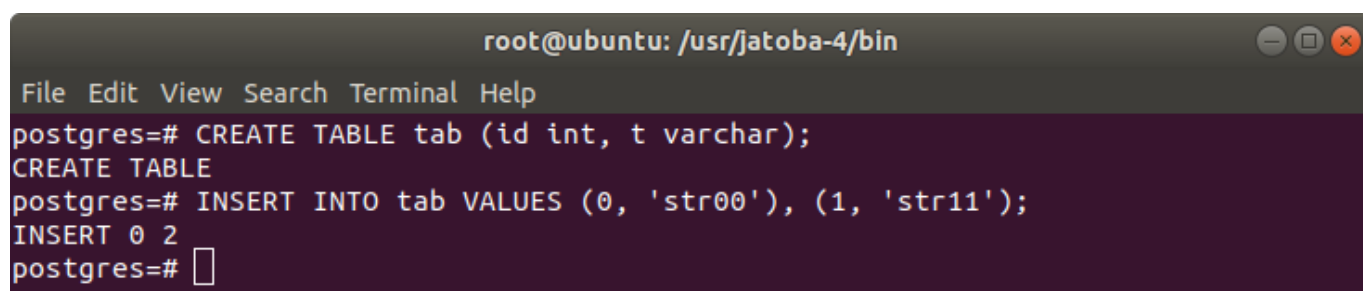 root@ubuntu: /usr/jatoba-4/bin
File Edit View Search Terminal Help
postgres=# CREATE TABLE tab (id int, t varchar);
CREATE TABLE
postgres=# INSERT INTO tab VALUES (0, 'str00'), (1, 'str11');
INSERT 0 2
postgres=#